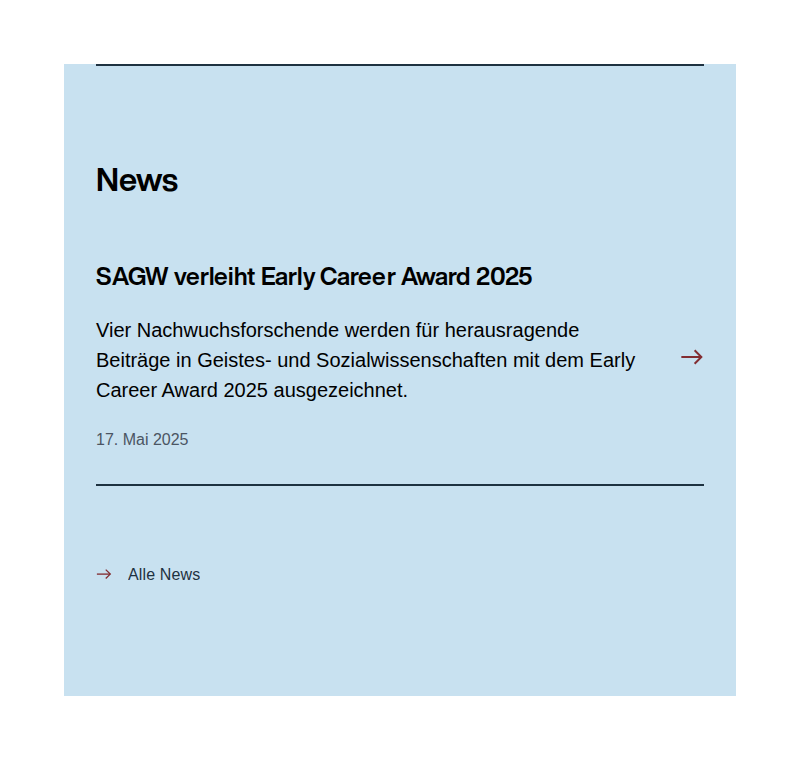 News
SAGW verleiht Early Career Award 2025
Vier Nachwuchsforschende werden für herausragende
Beiträge in Geistes- und Sozialwissenschaften mit dem Early
Career Award 2025 ausgezeichnet.
17. Mai 2025
Alle News